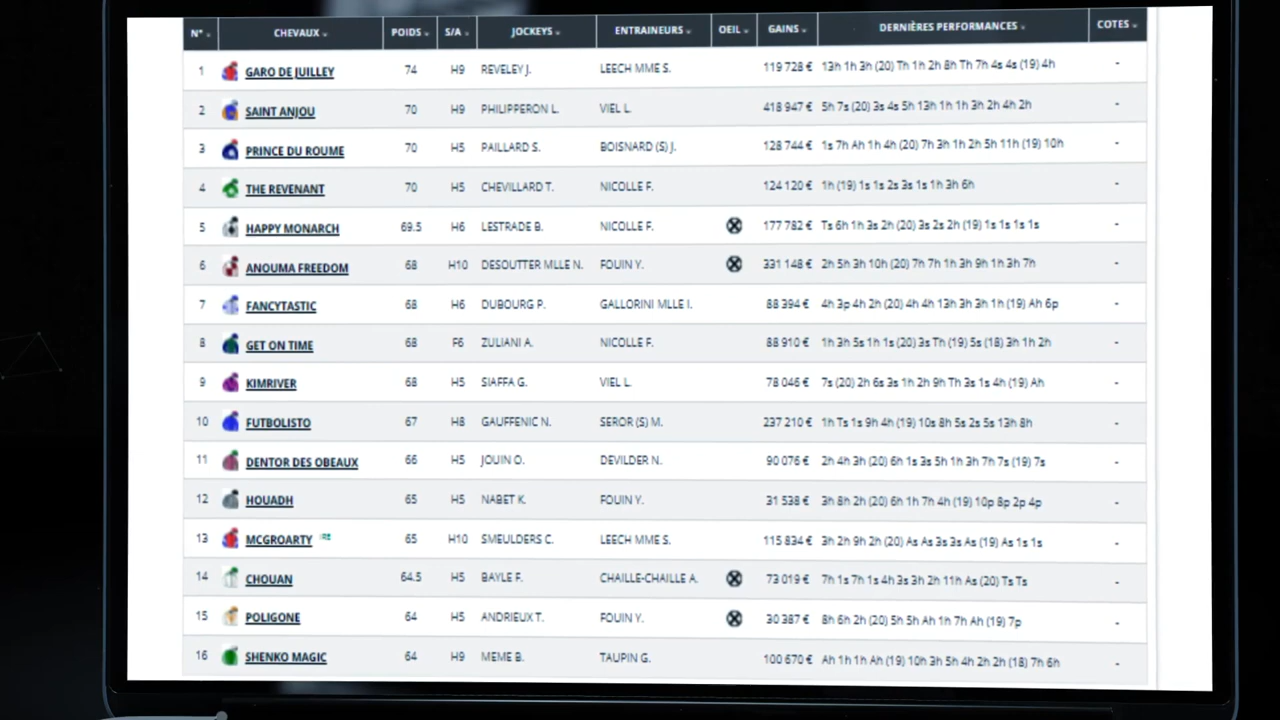 N° CHEVAUX POIDS S/A JOCKEYS ENTRAINEURS OEIL GAINS DERNIÈRES PERFORMANCES COTES
1 GARO DE JUILLEY 74 H9 REVELEY J. LEECH MME S. 119 728 € 13h 1h 3h (20) Th 1h 2h 8h Th 7h 4s 4s (19) 4h -
2 SAINT ANJOU 70 H9 PHILIPPERON L. VIEL L. 418 947 € 5h 7s (20) 3s 4s 5h 13h 1h 1h 3h 2h 4h 2h -
3 PRINCE DU ROUME 70 H5 PAILLARD S. BOISNARD (S) J. 128 744 € 1s 7h Ah 1h 4h (20) 7h 3h 1h 2h 5h 11h (19) 10h -
4 THE REVENANT 70 H5 CHEVILLARD T. NICOLLE F. 124 120 € 1h (19) 1s 1s 2s 3s 1s 1h 3h 6h -
5 HAPPY MONARCH 69.5 H6 LESTRADE B. NICOLLE F. 177 782 € Ts 6h 1h 3s 2h (20) 3s 2s 2h (19) 1s 1s 1s 1s -
6 ANOUMA FREEDOM 68 H10 DESOUTTER MLLE N. FOUIN Y. 331 148 € 2h 5h 3h 10h (20) 7h 7h 1h 3h 9h 1h 3h 7h -
7 FANCYTASTIC 68 H6 DUBOURG P. GALLORINI MLLE I. 88 394 € 4h 3p 4h 2h (20) 4h 4h 13h 3h 3h 1h (19) Ah 6p -
8 GET ON TIME 68 F6 ZULIANI A. NICOLLE F. 88 910 € 1h 3h 5s 1h 1s (20) 3s Th (19) 5s (18) 3h 1h 2h -
9 KIMRIVER 68 H5 SIAFFA G. VIEL L. 78 046 € 7s (20) 2h 6s 3s 1h 2h 9h Th 3s 1s 4h (19) Ah -
10 FUTBOLISTO 67 H8 GAUFFENIC N. SEROR (S) M. 237 210 € 1h Ts 1s 9h 4h (19) 10s 8h 5s 2s 5s 13h 8h -
11 DENTOR DES OBEAUX 66 H5 JOUIN O. DEVILDER N. 90 076 € 2h 4h 3h (20) 6h 1s 3s 5h 1h 3h 7h 7s (19) 7s -
12 HOUADH 65 H5 NABET K. FOUIN Y. 31 538 € 3h 8h 2h (20) 6h 1h 7h 4h (19) 10p 8p 2p 4p -
13 MCGROARTY 65 H10 SMEULDERS C. LEECH MME S. 115 834 € 3h 2h 9h 2h (20) As As 3s 3s As (19) As 1s 1s -
14 CHOUAN 64.5 H5 BAYLE F. CHAILLE-CHAILLE A. 73 019 € 7h 1s 7h 1s 4h 3s 3h 2h 11h As (20) Ts Ts -
15 POLIGONE 64 H5 ANDRIEUX T. FOUIN Y. 30 387 € 8h 6h 2h (20) 5h 5h Ah 1h 7h Ah (19) 7p -
16 SHENKO MAGIC 64 H9 MEME B. TAUPIN G. 100 670 € Ah 1h 1h Ah (19) 10h 3h 5h 4h 2h 2h (18) 7h 6h -